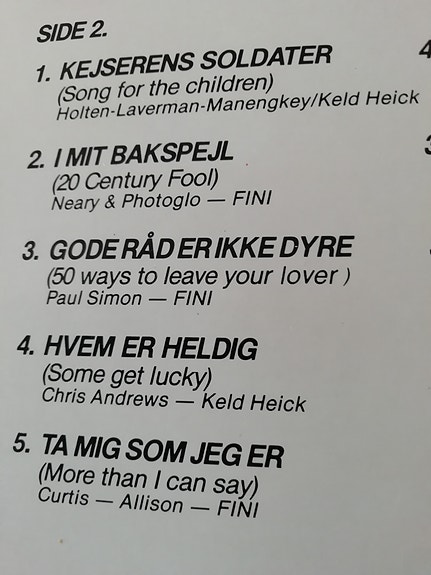 SIDE 2.
1. KEJSERENS SOLDATER
(Song for the children)
Holten-Laverman-Manengkey/Keld Heick
2. I MIT BAKSPEJL
(20 Century Fool)
Neary & Photoglo — FINI
3. GODE RÅD ER IKKE DYRE
(50 ways to leave your lover)
Paul Simon — FINI
4. HVEM ER HELDIG
(Some get lucky)
Chris Andrews — Keld Heick
5. TA MIG SOM JEG ER
(More than I can say)
Curtis — Allison — FINI
4